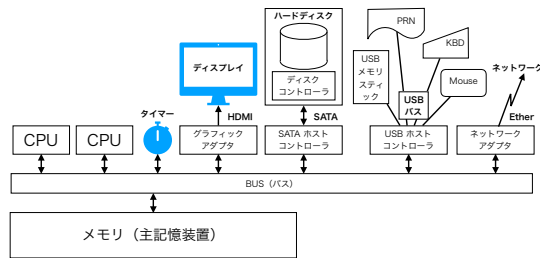 ハードディスク
ディスク
コントローラ
PRN
KBD
USB
メモリ
スティック
Mouse
ネットワーク
ディスプレイ
USB
バス
タイマー
HDMI
SATA
Ether
CPU
CPU
グラフィック
アダプタ
SATA ホスト
コントローラ
USB ホスト
コントローラ
ネットワーク
アダプタ
BUS（バス）
メモリ（主記憶装置）